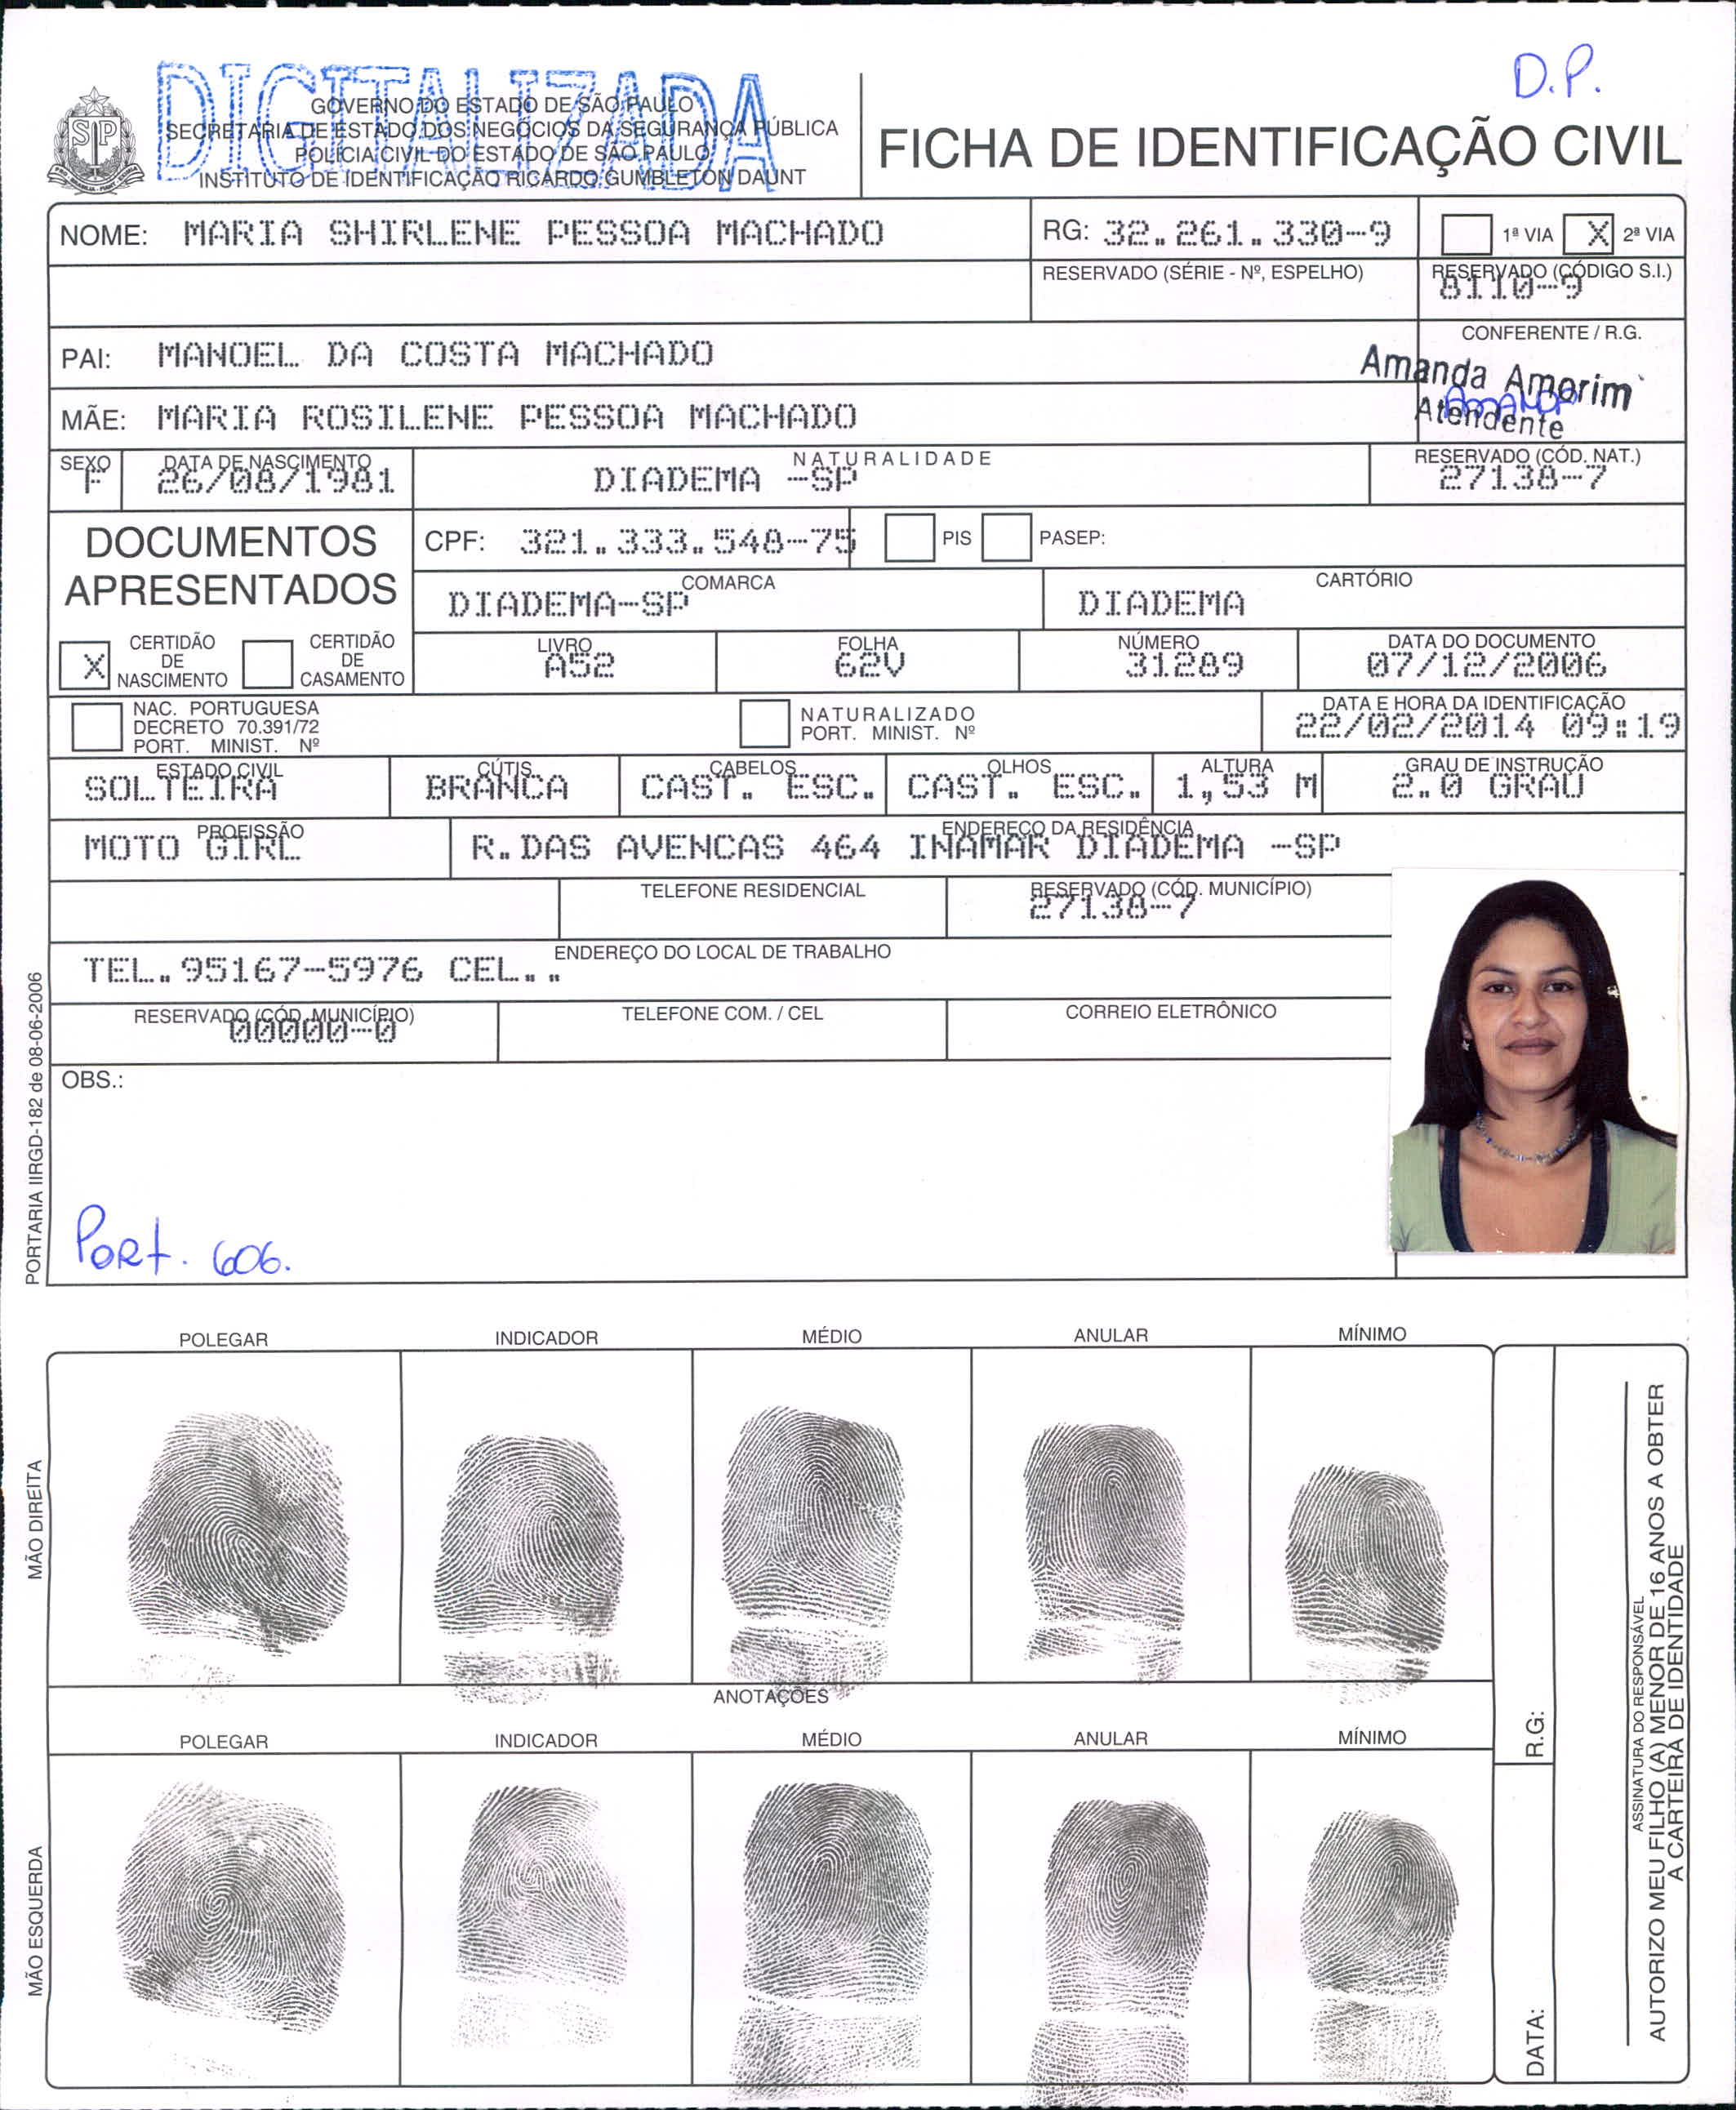 D.P.
DIGITALIZADA
GOVERNO DO ESTADO DE SÃO PAULO
SECRETARIA DE ESTADO DOS NEGÓCIOS DA SEGURANÇA PÚBLICA
POLÍCIA CIVIL DO ESTADO DE SÃO PAULO
INSTITUTO DE IDENTIFICAÇÃO RICARDO GUMBLETON DAUNT
FICHA DE IDENTIFICAÇÃO CIVIL
NOME: MARIA SHIRLENE PESSOA MACHADO RG: 32.261.330-9 1ª VIA X 2ª VIA
RESERVADO (SÉRIE - Nº, ESPELHO) RESERVADO (CÓDIGO S.I.)
8110-9
PAI: MANOEL DA COSTA MACHADO CONFERENTE / R.G.
Amanda Amorim
Atendente
MÃE: MARIA ROSILENE PESSOA MACHADO
SEXO DATA DE NASCIMENTO NATURALIDADE RESERVADO (CÓD. NAT.)
F 26/08/1981 DIADEMA -SP 27138-7
DOCUMENTOS APRESENTADOS
CPF: 321.333.548-75 PIS PASEP:
COMARCA CARTÓRIO
DIADEMA-SP DIADEMA
X CERTIDÃO DE NASCIMENTO CERTIDÃO DE CASAMENTO
LIVRO FOLHA NÚMERO DATA DO DOCUMENTO
A52 62V 31289 07/12/2006
NAC. PORTUGUESA
DECRETO 70.391/72
PORT. MINIST. Nº
NATURALIZADO
PORT. MINIST. Nº
DATA E HORA DA IDENTIFICAÇÃO
22/02/2014 09:19
ESTADO CIVIL CÚTIS CABELOS OLHOS ALTURA GRAU DE INSTRUÇÃO
SOLTEIRA BRANCA CAST. ESC. CAST. ESC. 1,53 M 2.0 GRAU
PROFISSÃO ENDEREÇO DA RESIDÊNCIA
MOTO GIRL R.DAS AVENCAS 464 INAMAR DIADEMA -SP
TELEFONE RESIDENCIAL RESERVADO (CÓD. MUNICÍPIO)
27138-7
ENDEREÇO DO LOCAL DE TRABALHO
TEL.95167-5976 CEL..
RESERVADO (CÓD. MUNICÍPIO) TELEFONE COM. / CEL CORREIO ELETRÔNICO
00000-0
OBS.:
Port. 606.
PORTARIA IIRGD-182 de 08-06-2006
POLEGAR INDICADOR MÉDIO ANULAR MÍNIMO
MÃO DIREITA
ANOTAÇÕES
POLEGAR INDICADOR MÉDIO ANULAR MÍNIMO
MÃO ESQUERDA
R.G:
DATA:
ASSINATURA DO RESPONSÁVEL
AUTORIZO MEU FILHO (A) MENOR DE 16 ANOS A OBTER
A CARTEIRA DE IDENTIDADE